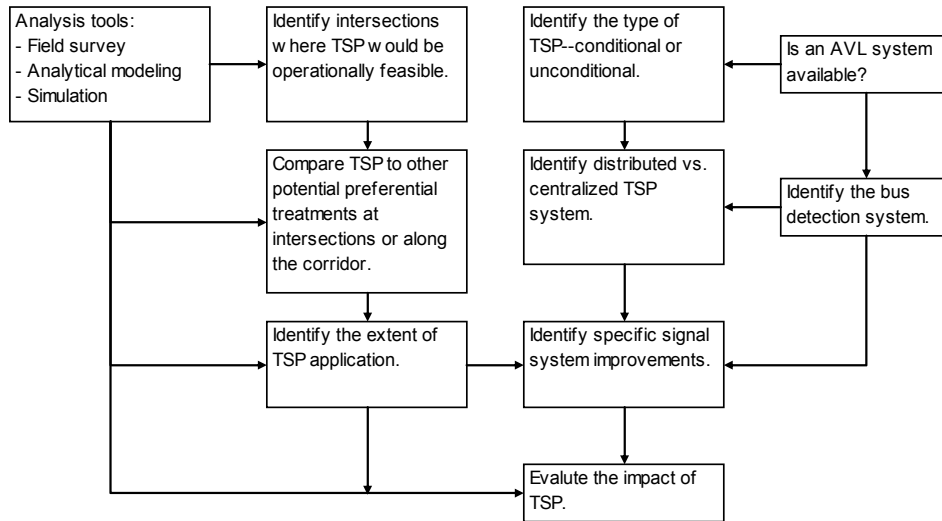 Analysis tools:
- Field survey
- Analytical modeling
- Simulation
Identify intersections
where TSP would be
operationally feasible.
Identify the type of
TSP--conditional or
unconditional.
Is an AVL system
available?
Compare TSP to other
potential preferential
treatments at
intersections or along
the corridor.
Identify distributed vs.
centralized TSP
system.
Identify the bus
detection system.
Identify the extent of
TSP application.
Identify specific signal
system improvements.
Evalute the impact of
TSP.